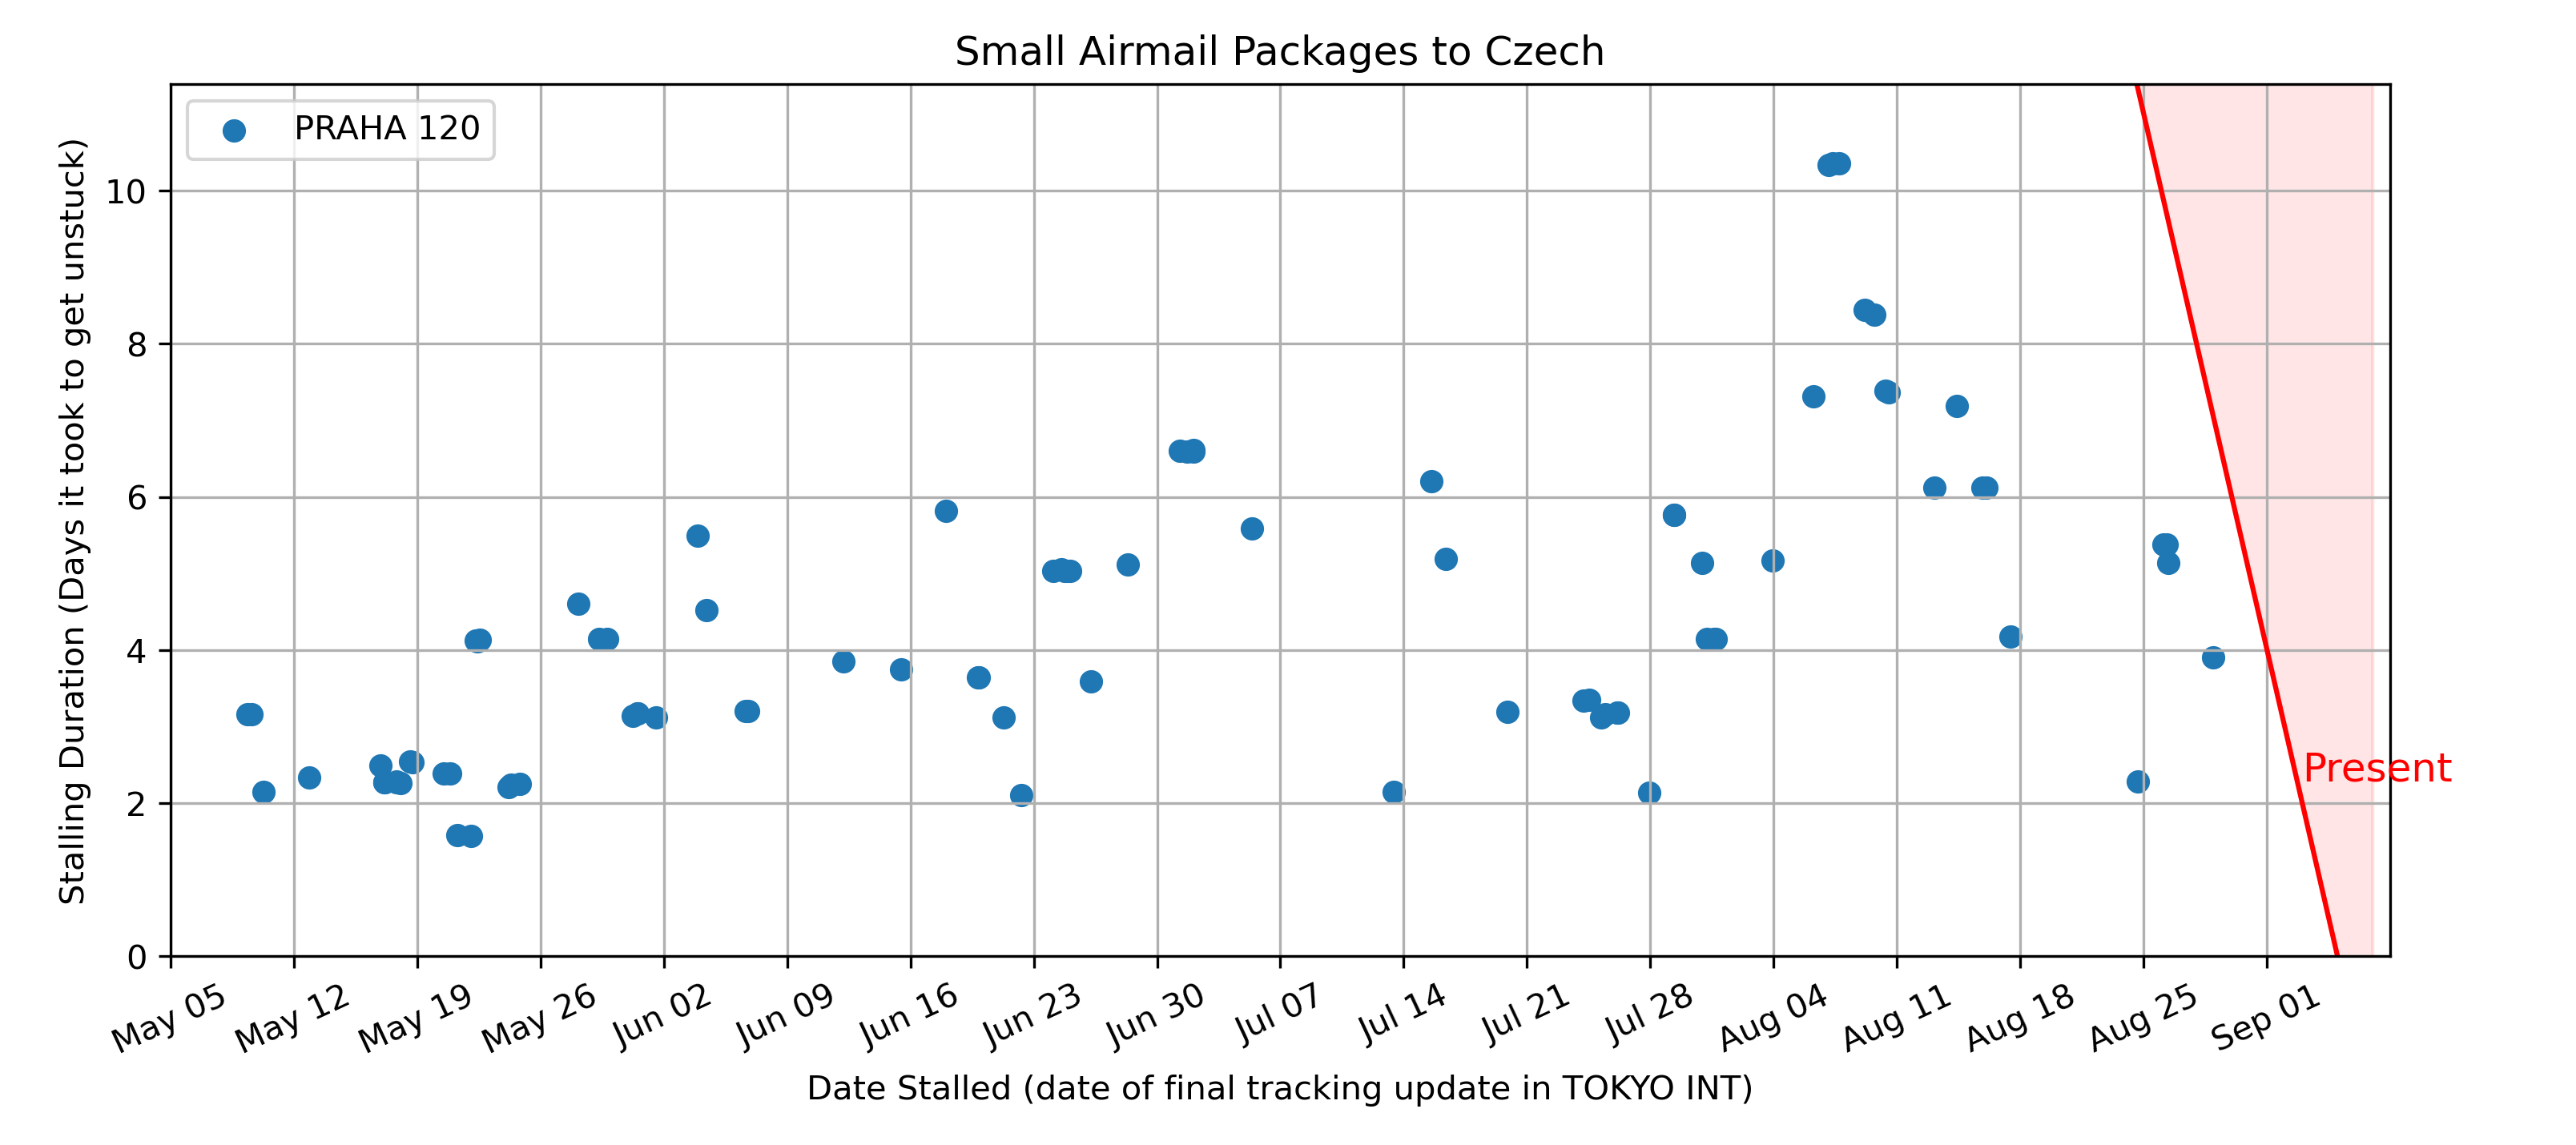 Small Airmail Packages to Czech
PRAHA 120
Stalling Duration (Days it took to get unstuck)
10
8
6
4
2
0
Present
May 05
May 12
May 19
May 26
Jun 02
Jun 09
Jun 16
Jun 23
Jun 30
Jul 07
Jul 14
Jul 21
Jul 28
Aug 04
Aug 11
Aug 18
Aug 25
Sep 01
Date Stalled (date of final tracking update in TOKYO INT)